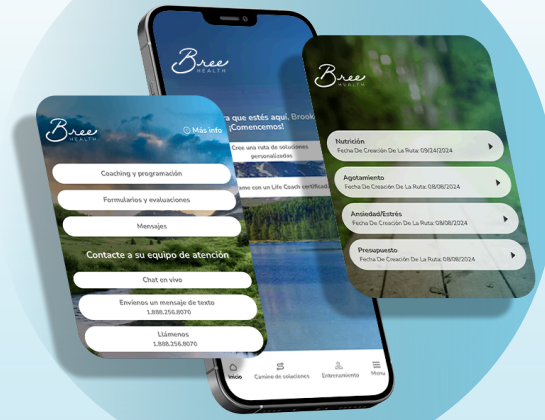 Bree
HEALTH
Más info
Coaching y programación
Formularios y evaluaciones
Mensajes
Contacte a su equipo de atención
Chat en vivo
Envíenos un mensaje de texto
1.888.256.8070
Llámenos
1.888.256.8070
Bree
HEALTH
ra que estés aquí, Brook
¡Comencemos!
Cree una ruta de soluciones
personalizadas
ame con un Life Coach certificad
Inicio
Camino de soluciones
Entrenamiento
Menu
Bree
HEALTH
Nutrición
Fecha De Creación De La Ruta: 09/24/2024
Agotamiento
Fecha De Creación De La Ruta: 08/08/2024
Ansiedad/Estrés
Fecha De Creación De La Ruta: 08/08/2024
Presupuesto
Fecha De Creación De La Ruta: 08/08/2024